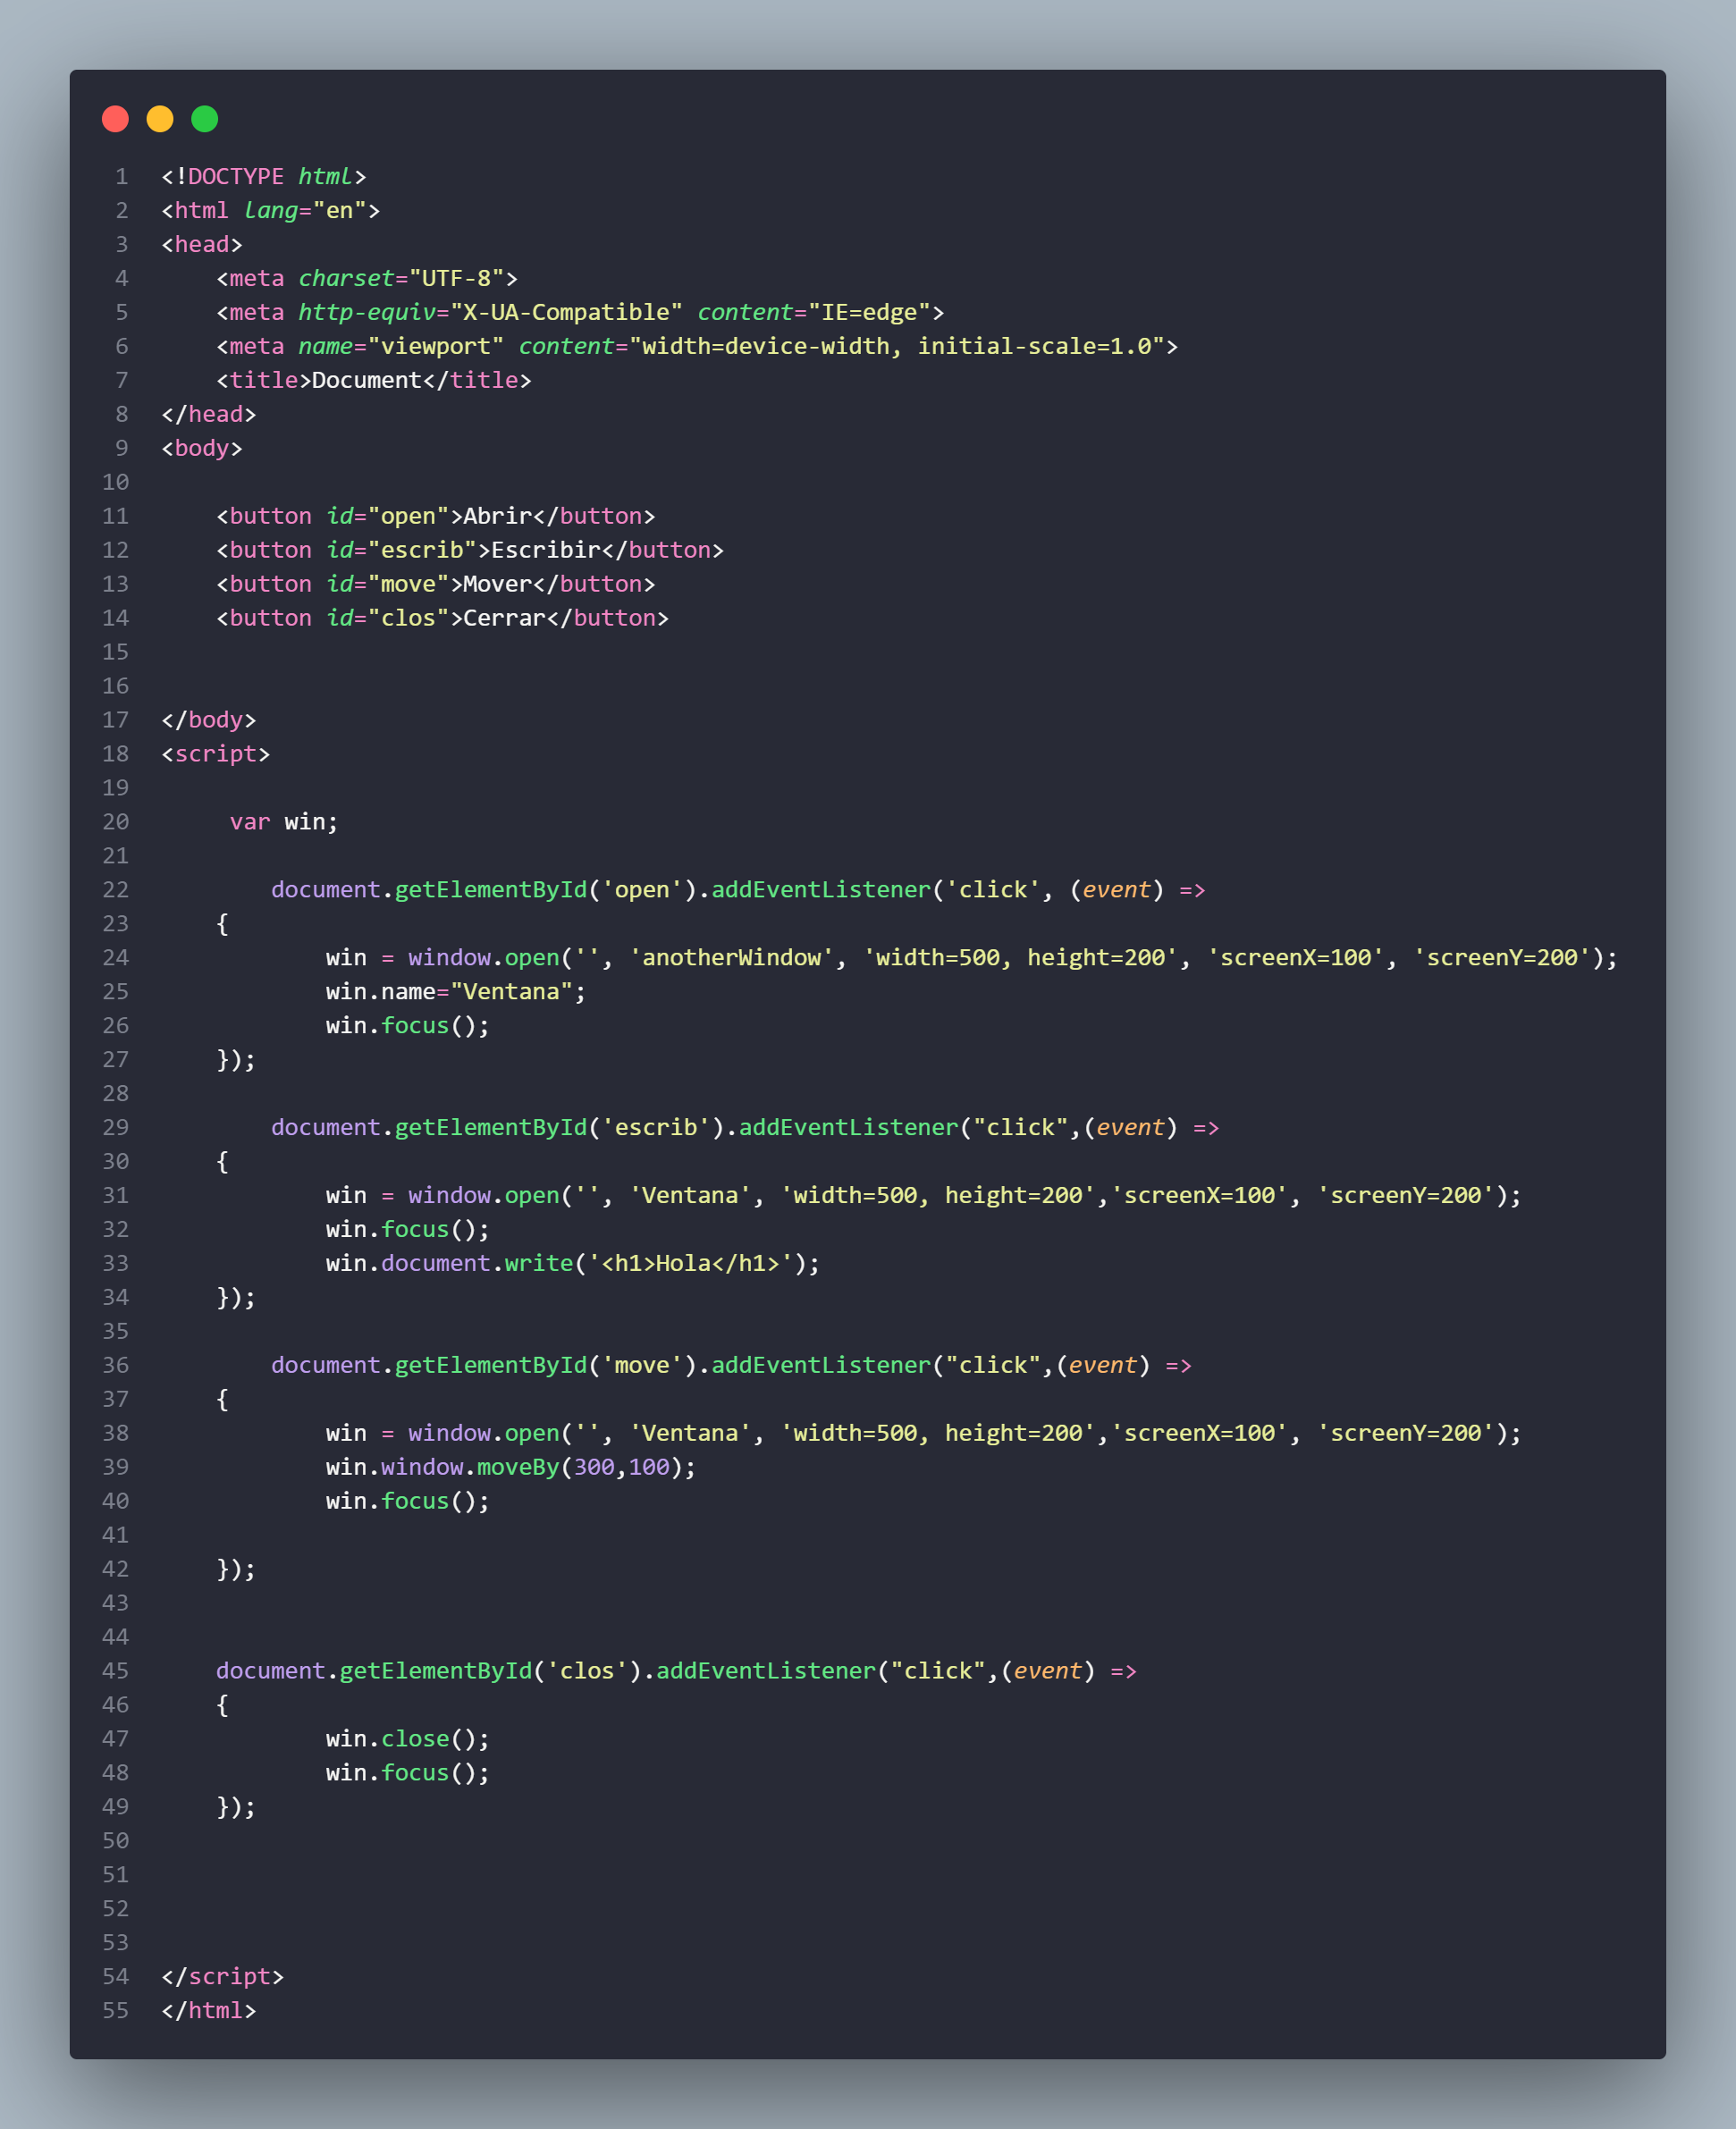 1 <!DOCTYPE html>
2 <html lang="en">
3 <head>
4     <meta charset="UTF-8">
5     <meta http-equiv="X-UA-Compatible" content="IE=edge">
6     <meta name="viewport" content="width=device-width, initial-scale=1.0">
7     <title>Document</title>
8 </head>
9 <body>
10
11     <button id="open">Abrir</button>
12     <button id="escrib">Escribir</button>
13     <button id="move">Mover</button>
14     <button id="clos">Cerrar</button>
15
16
17 </body>
18 <script>
19
20      var win;
21
22         document.getElementById('open').addEventListener('click', (event) =>
23     {
24             win = window.open('', 'anotherWindow', 'width=500, height=200', 'screenX=100', 'screenY=200');
25             win.name="Ventana";
26             win.focus();
27     });
28
29         document.getElementById('escrib').addEventListener("click",(event) =>
30     {
31             win = window.open('', 'Ventana', 'width=500, height=200','screenX=100', 'screenY=200');
32             win.focus();
33             win.document.write('<h1>Hola</h1>');
34     });
35
36         document.getElementById('move').addEventListener("click",(event) =>
37     {
38             win = window.open('', 'Ventana', 'width=500, height=200','screenX=100', 'screenY=200');
39             win.window.moveBy(300,100);
40             win.focus();
41
42     });
43
44
45     document.getElementById('clos').addEventListener("click",(event) =>
46     {
47             win.close();
48             win.focus();
49     });
50
51
52
53
54 </script>
55 </html>